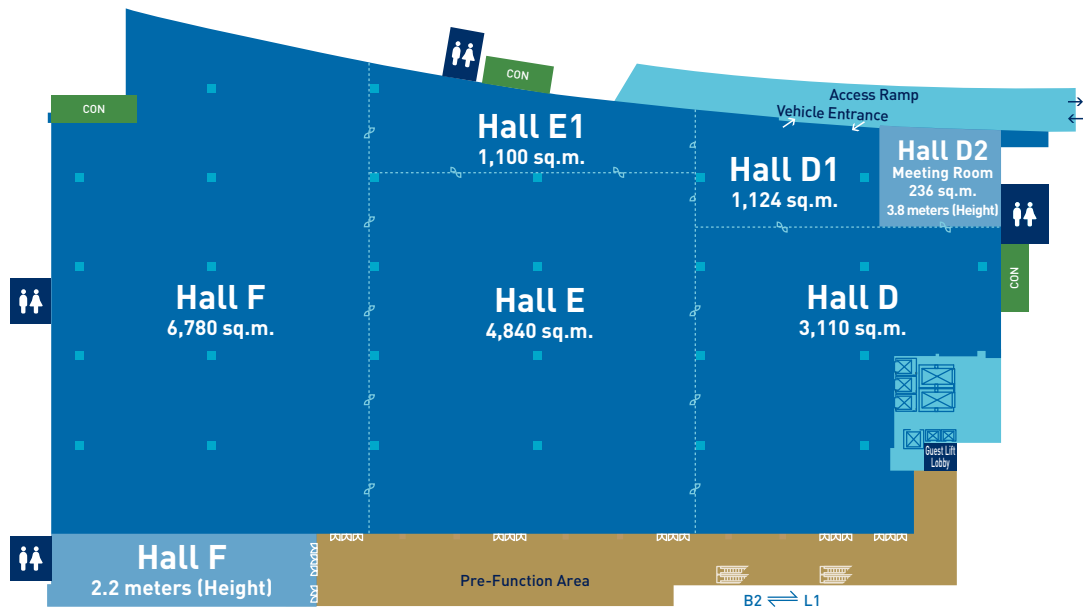 CON
CON
Access Ramp
Vehicle Entrance
Hall E1
1,100 sq.m.
Hall D1
1,124 sq.m.
Hall D2
Meeting Room
236 sq.m.
3.8 meters (Height)
CON
Hall F
6,780 sq.m.
Hall E
4,840 sq.m.
Hall D
3,110 sq.m.
Guest Lift
Lobby
Hall F
2.2 meters (Height)
Pre-Function Area
B2 ⇌ L1